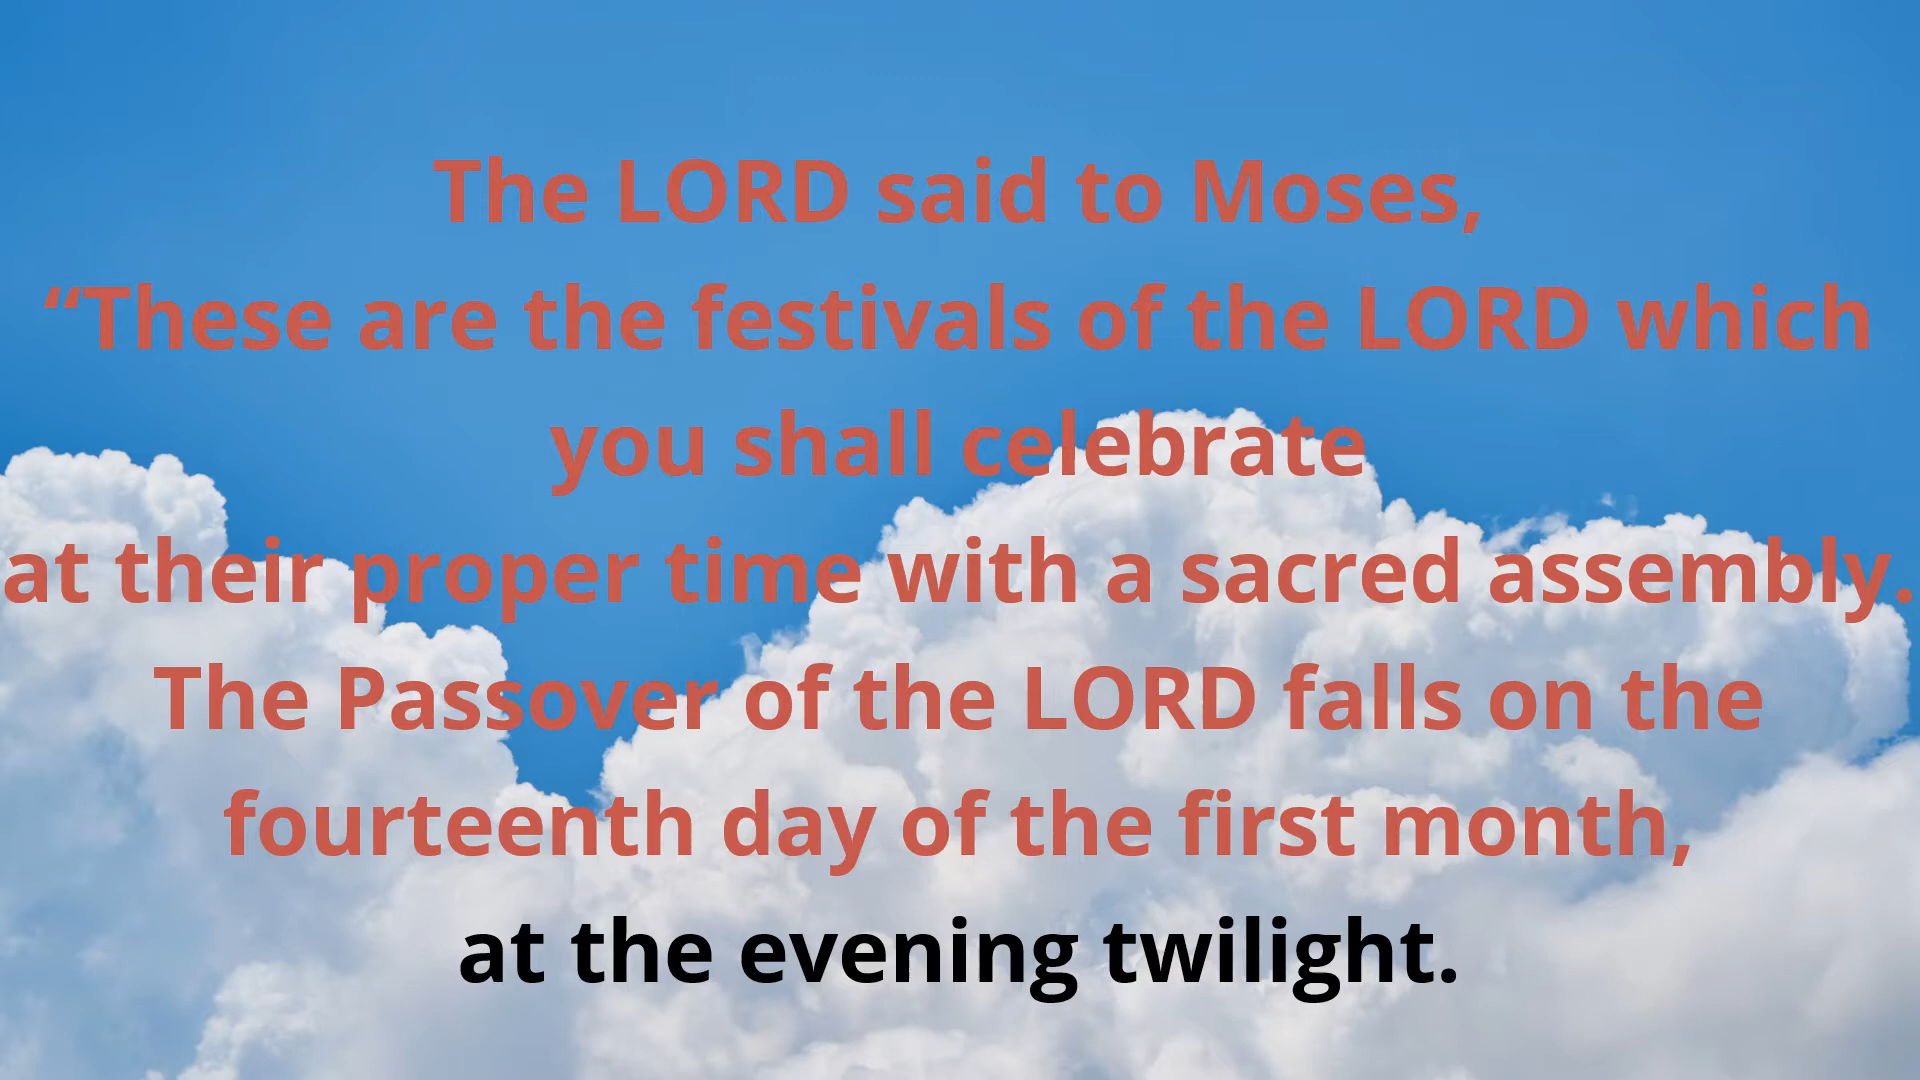 The LORD said to Moses,
“These are the festivals of the LORD which
you shall celebrate
at their proper time with a sacred assembly.
The Passover of the LORD falls on the
fourteenth day of the first month,
at the evening twilight.